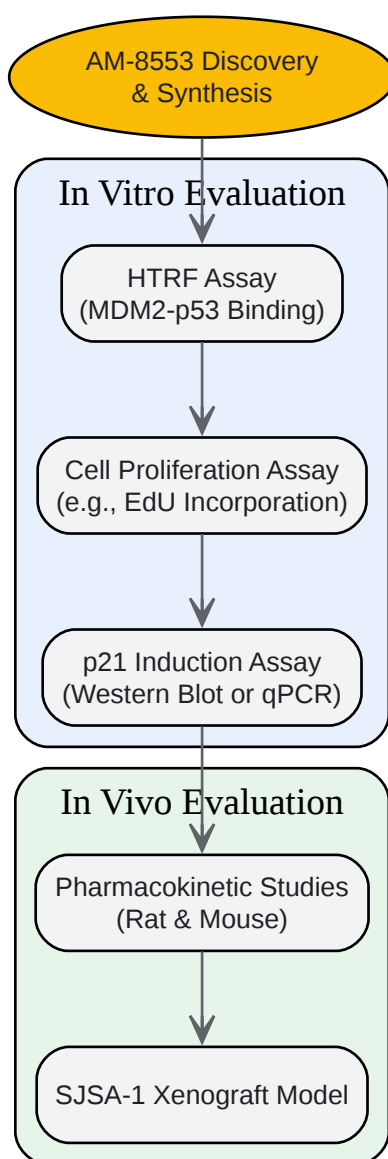 AM-8553 Discovery
& Synthesis
In Vitro Evaluation
HTRF Assay
(MDM2-p53 Binding)
Cell Proliferation Assay
(e.g., EdU Incorporation)
p21 Induction Assay
(Western Blot or qPCR)
In Vivo Evaluation
Pharmacokinetic Studies
(Rat & Mouse)
SJSA-1 Xenograft Model